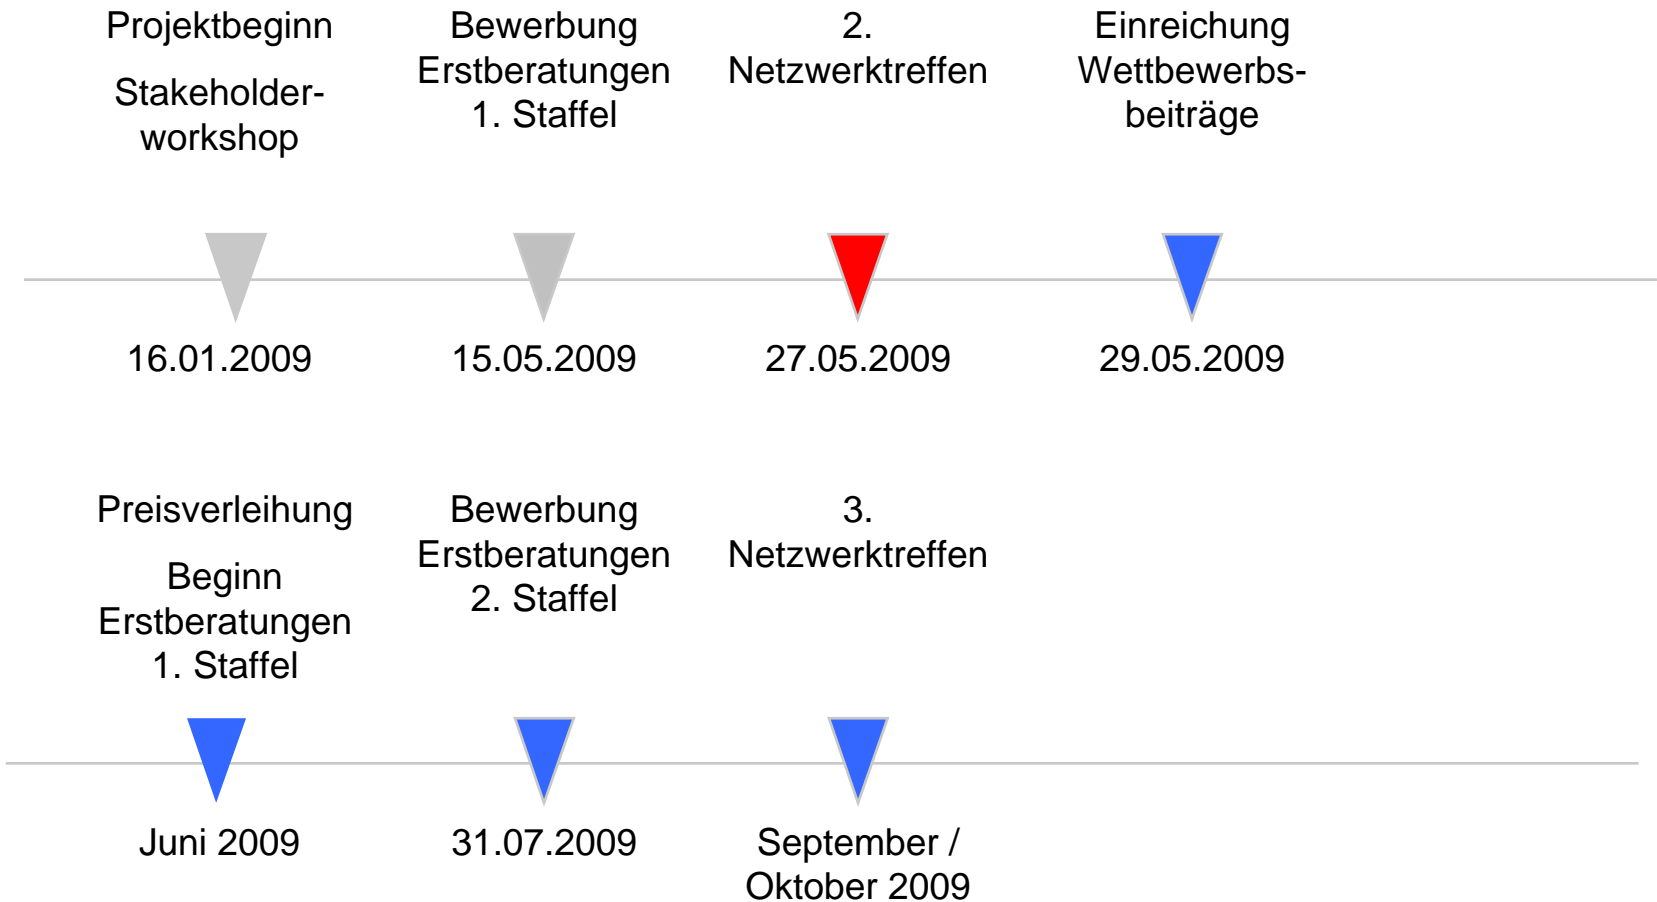 Projektbeginn
Stakeholder-
workshop
Bewerbung
Erstberatungen
1. Staffel
2.
Netzwerktreffen
Einreichung
Wettbewerbs-
beiträge
16.01.2009
15.05.2009
27.05.2009
29.05.2009
Preisverleihung
Beginn
Erstberatungen
1. Staffel
Bewerbung
Erstberatungen
2. Staffel
3.
Netzwerktreffen
Juni 2009
31.07.2009
September /
Oktober 2009